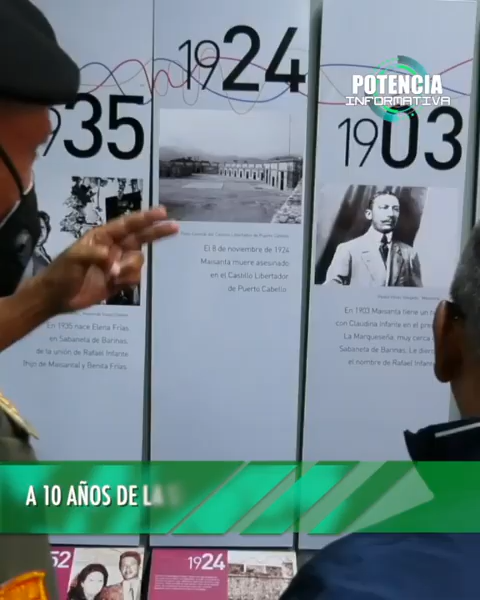 1924
POTENCIA
INFORMATIVA
35
1903
El 8 de noviembre de 1924
Maisanta muere asesinado
en el Castillo Libertador
de Puerto Cabello.
En 1903 Maisanta tiene un
con Claudina Infante en el
La Marqueseña, muy cerca
Sabaneta de Barinas. Le
el nombre de Rafael Infante
En 1935 nace Elena Frías
en Sabaneta de Barinas,
de la unión de Rafael Infante
(hijo de Maisanta) y Benita Frías.
A 10 AÑOS DE LA
52
1924